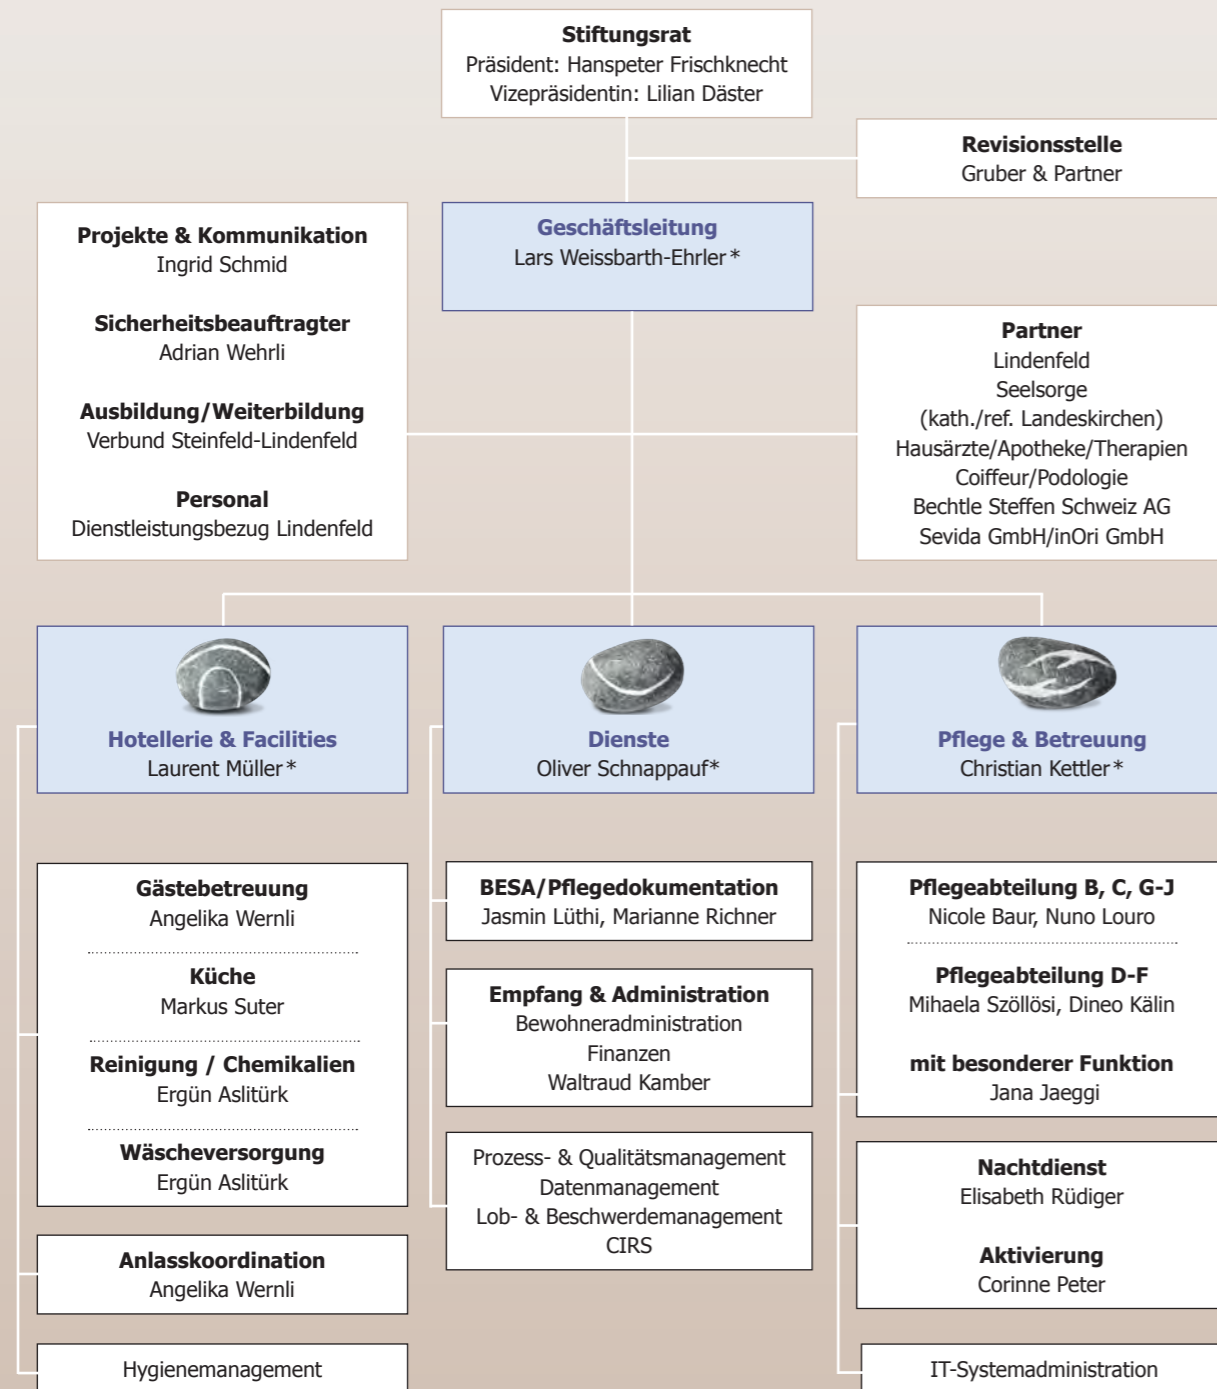 Stiftungsrat
Präsident: Hanspeter Frischknecht
Vizepräsidentin: Lilian Däster
Revisionsstelle
Gruber & Partner
Geschäftsleitung
Lars Weissbarth-Ehrler*
Projekte & Kommunikation
Ingrid Schmid
Sicherheitsbeauftragter
Adrian Wehrli
Ausbildung/Weiterbildung
Verbund Steinfeld-Lindenfeld
Personal
Dienstleistungsbezug Lindenfeld
Partner
Lindenfeld
Seelsorge
(kath./ref. Landeskirchen)
Hausärzte/Apotheke/Therapien
Coiffeur/Podologie
Bechtle Steffen Schweiz AG
Sevida GmbH/inOri GmbH
Hotellerie & Facilities
Laurent Müller*
Gästebetreuung
Angelika Wernli
Küche
Markus Suter
Reinigung / Chemikalien
Ergün Aslitürk
Wäscheversorgung
Ergün Aslitürk
Anlasskoordination
Angelika Wernli
Hygienemanagement
Dienste
Oliver Schnappauf*
BESA/Pflegedokumentation
Jasmin Lüthi, Marianne Richner
Empfang & Administration
Bewohneradministration
Finanzen
Waltraud Kamber
Prozess- & Qualitätsmanagement
Datenmanagement
Lob- & Beschwerdemanagement
CIRS
Pflege & Betreuung
Christian Kettler*
Pflegeabteilung B, C, G-J
Nicole Baur, Nuno Louro
Pflegeabteilung D-F
Mihaela Szöllösi, Dineo Kälin
mit besonderer Funktion
Jana Jaeggi
Nachtdienst
Elisabeth Rüdiger
Aktivierung
Corinne Peter
IT-Systemadministration